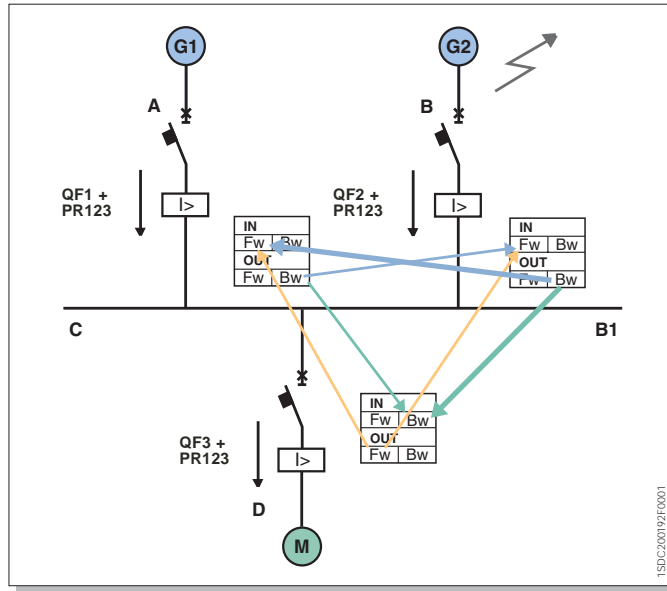 G1
G2
A
B
QF1 +
PR123
I>
QF2 +
PR123
I>
IN
Fw Bw
OUT
Fw Bw
IN
Fw Bw
OUT
Fw Bw
C
B1
IN
Fw Bw
OUT
Fw Bw
QF3 +
PR123
I>
D
M
1SDC200192F0001